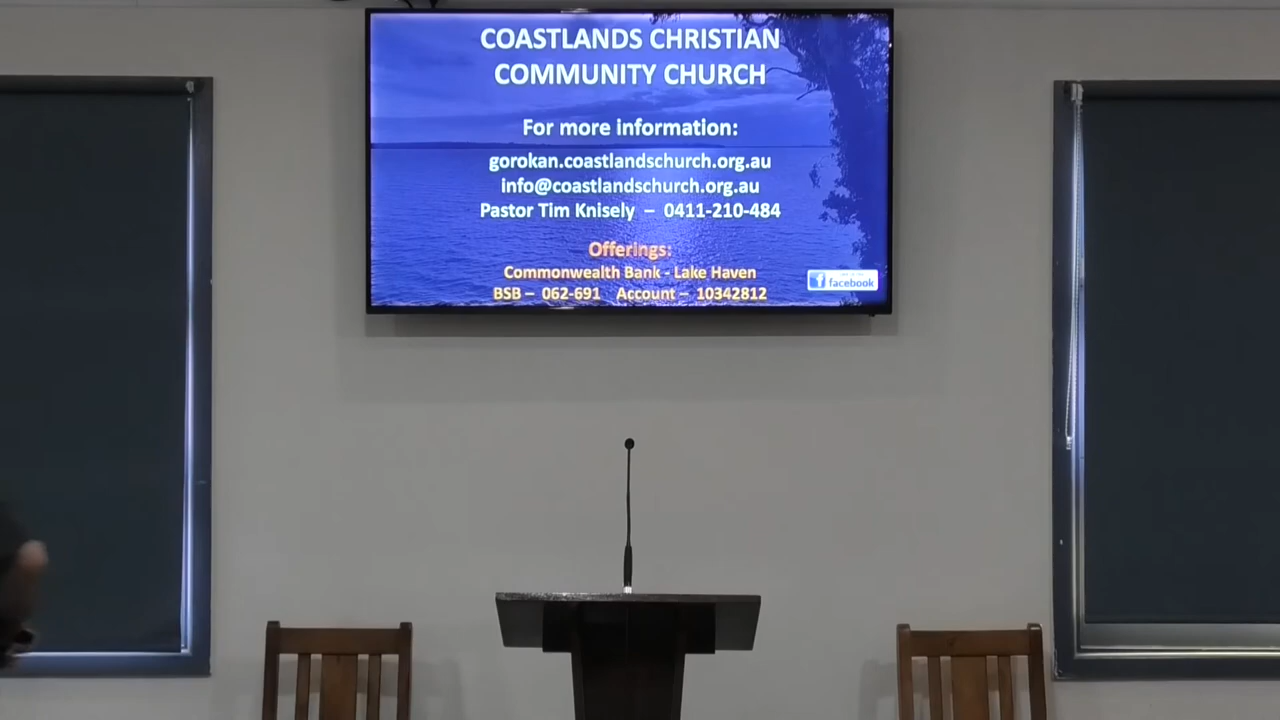 COASTLANDS CHRISTIAN
COMMUNITY CHURCH
For more information:
gorokan.coastlandschurch.org.au
info@coastlandschurch.org.au
Pastor Tim Knisely – 0411-210-484
Offerings:
Commonwealth Bank - Lake Haven
facebook
BSB – 062-691 Account – 10342812